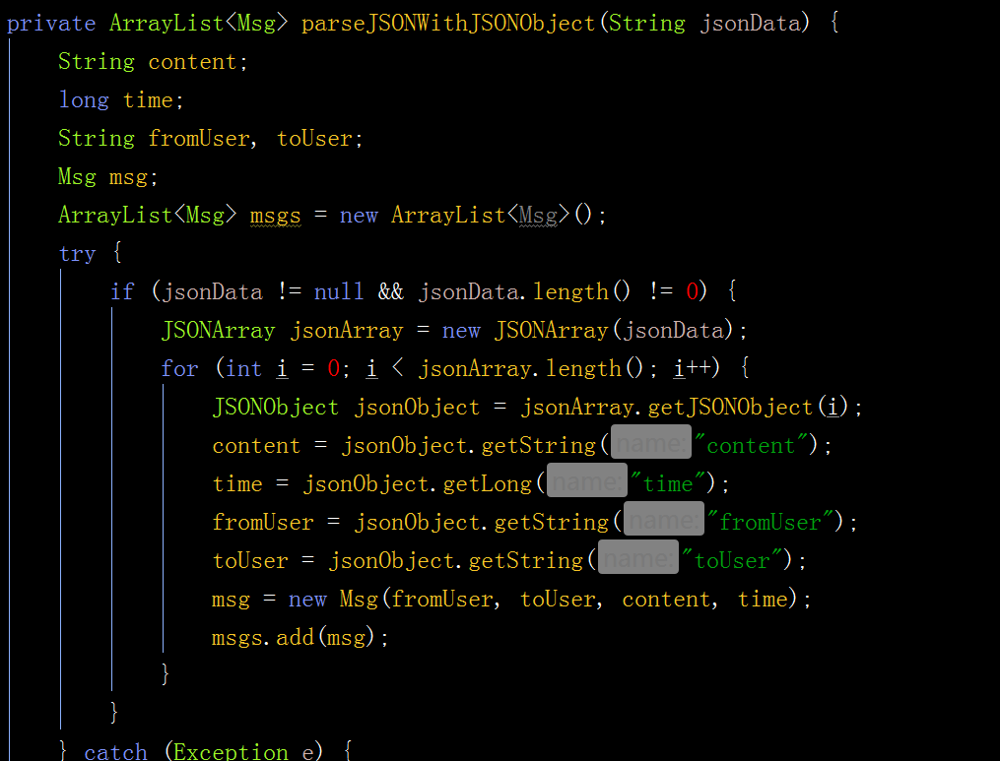 private ArrayList<Msg> parseJSONWithJSONObject(String jsonData) {
    String content;
    long time;
    String fromUser, toUser;
    Msg msg;
    ArrayList<Msg> msgs = new ArrayList<Msg>();
    try {
        if (jsonData != null && jsonData.length() != 0) {
            JSONArray jsonArray = new JSONArray(jsonData);
            for (int i = 0; i < jsonArray.length(); i++) {
                JSONObject jsonObject = jsonArray.getJSONObject(i);
                content = jsonObject.getString(name: "content");
                time = jsonObject.getLong(name: "time");
                fromUser = jsonObject.getString(name: "fromUser");
                toUser = jsonObject.getString(name: "toUser");
                msg = new Msg(fromUser, toUser, content, time);
                msgs.add(msg);
            }
        }
    } catch (Exception e) {